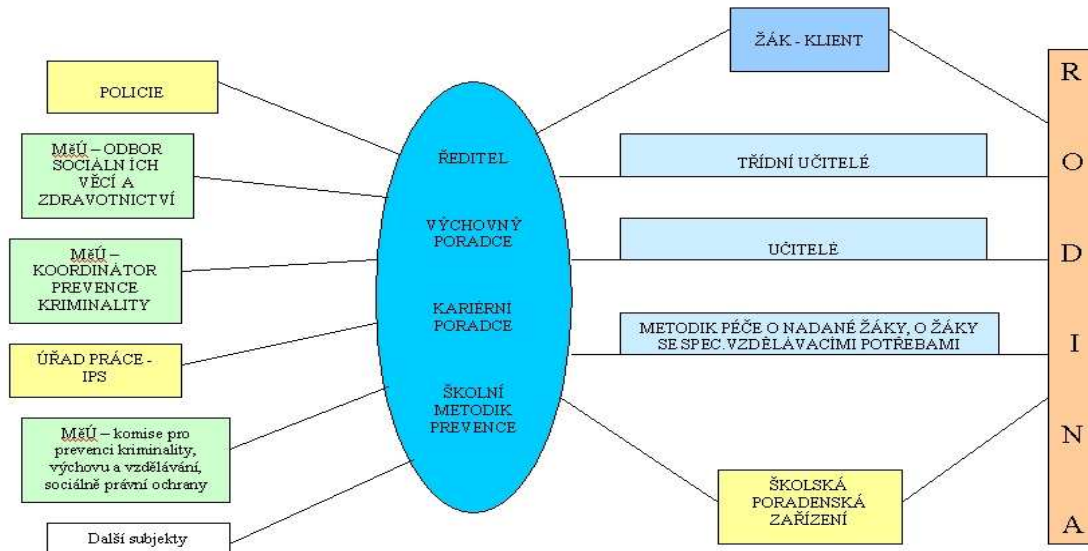 POLICIE
MěÚ – ODBOR
SOCIÁLN ÍCH
VĚCÍ A
ZDRAVOTNICTVÍ
MěÚ –
KOORDINÁTOR
PREVENCE
KRIMINALITY
ÚŘAD PRÁCE -
IPS
MěÚ – komise pro
prevenci kriminality,
výchovu a vzdělávání,
sociálně právní ochrany
Další subjekty
ŘEDITEL
VÝCHOVNÝ
PORADCE
KARIÉRNÍ
PORADCE
ŠKOLNÍ
METODIK
PREVENCE
ŽÁK - KLIENT
TŘÍDNÍ UČITELÉ
UČITELÉ
METODIK PÉČE O NADANÉ ŽÁKY, O ŽÁKY
SE SPEC.VZDĚLÁVACÍMI POTŘEBAMI
ŠKOLSKÁ
PORADENSKÁ
ZAŘÍZENÍ
R
O
D
I
N
A